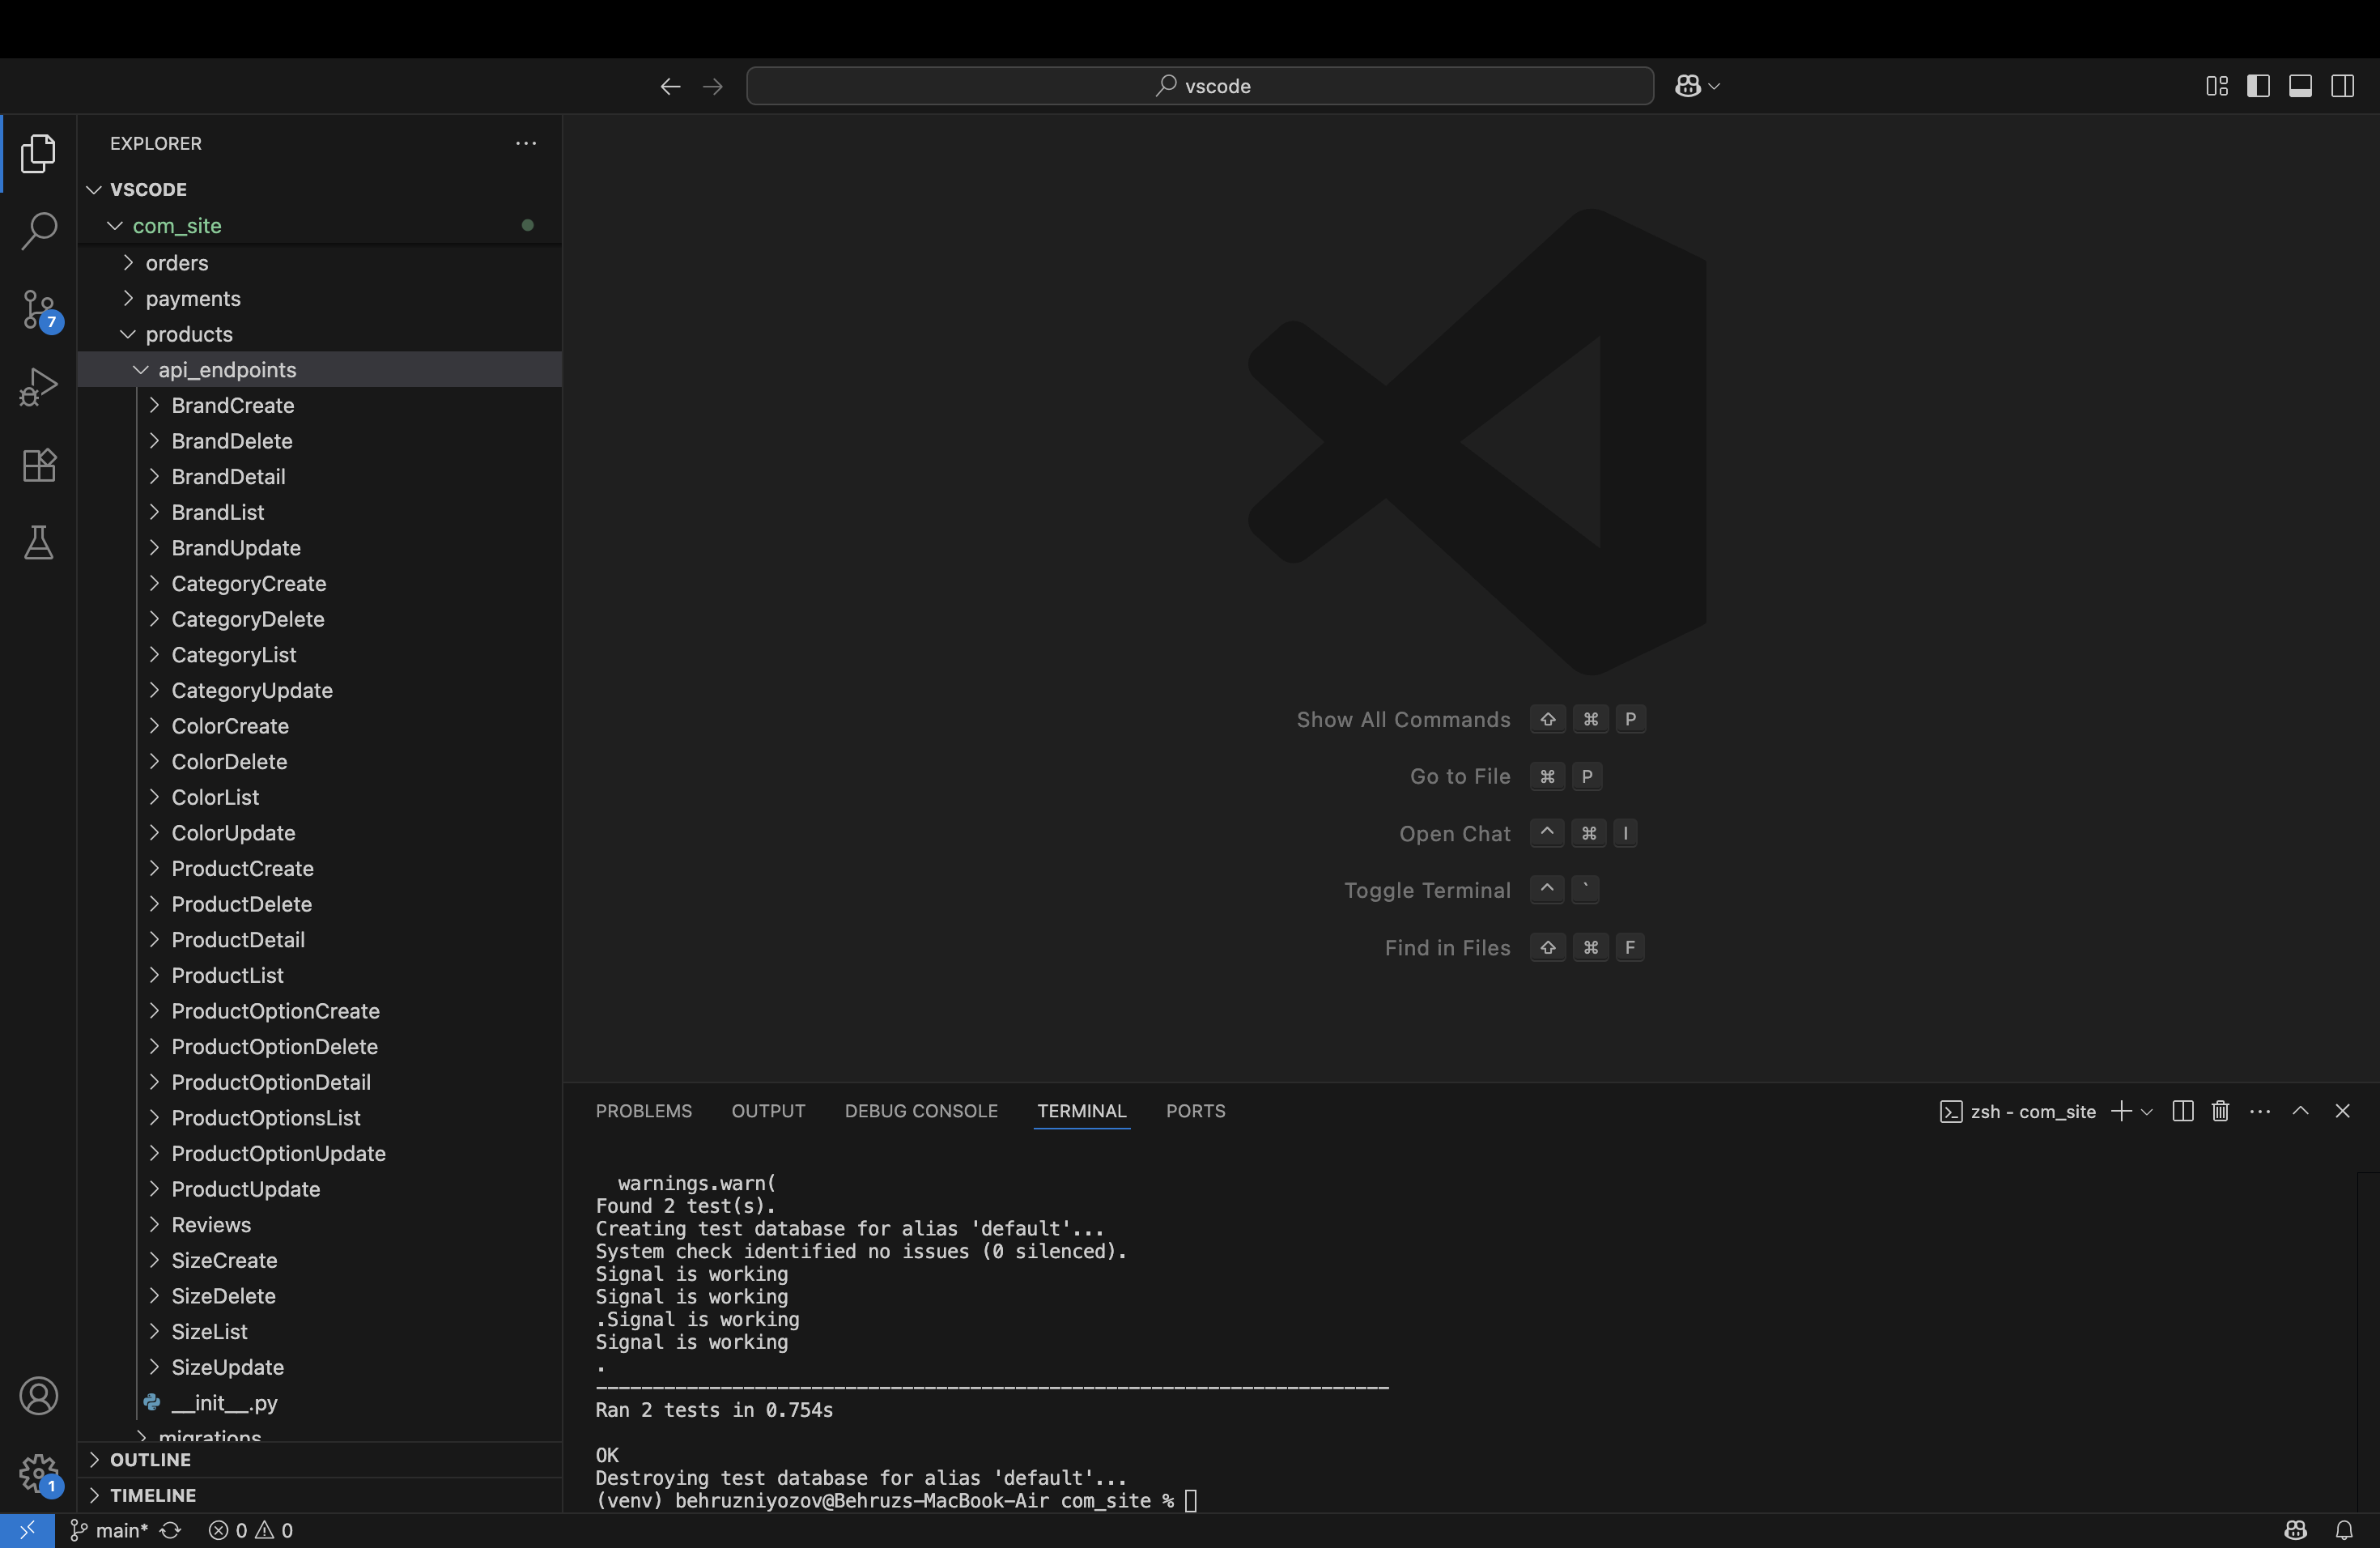 vscode
EXPLORER
VSCODE
com_site
orders
payments
products
api_endpoints
BrandCreate
BrandDelete
BrandDetail
BrandList
BrandUpdate
CategoryCreate
CategoryDelete
CategoryList
CategoryUpdate
ColorCreate
ColorDelete
ColorList
ColorUpdate
ProductCreate
ProductDelete
ProductDetail
ProductList
ProductOptionCreate
ProductOptionDelete
ProductOptionDetail
ProductOptionsList
ProductOptionUpdate
ProductUpdate
Reviews
SizeCreate
SizeDelete
SizeList
SizeUpdate
__init__.py
migrations
OUTLINE
TIMELINE
7
1
Show All Commands ⇧ ⌘ P
Go to File ⌘ P
Open Chat ^ ⌘ I
Toggle Terminal ^ `
Find in Files ⇧ ⌘ F
PROBLEMS OUTPUT DEBUG CONSOLE TERMINAL PORTS
zsh - com_site
warnings.warn(
Found 2 test(s).
Creating test database for alias 'default'...
System check identified no issues (0 silenced).
Signal is working
Signal is working
.Signal is working
Signal is working
.
----------------------------------------------------------------------
Ran 2 tests in 0.754s
OK
Destroying test database for alias 'default'...
(venv) behruzniyozov@Behruzs-MacBook-Air com_site %
main* 0 0